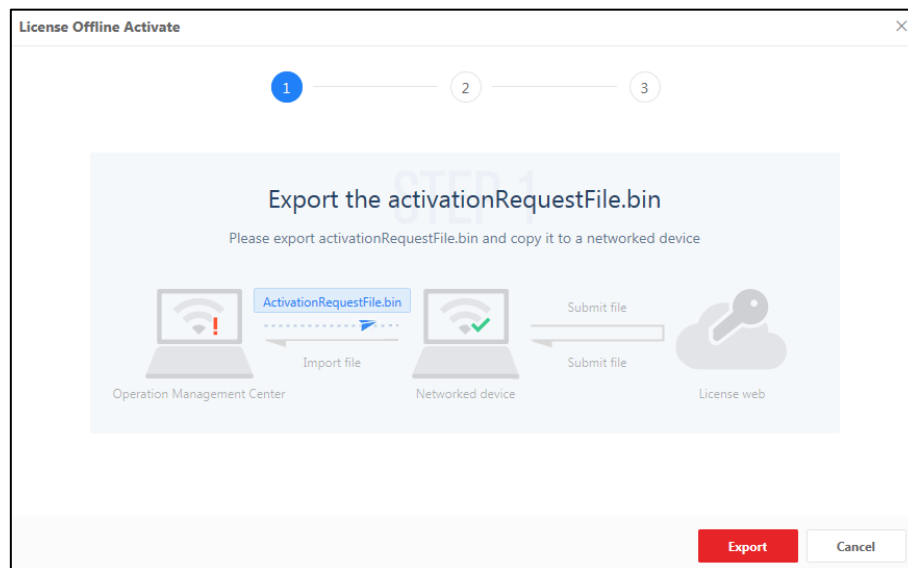 License Offline Activate
1
2
3
STEP 1
Export the activationRequestFile.bin
Please export activationRequestFile.bin and copy it to a networked device
ActivationRequestFile.bin
Submit file
Import file
Submit file
Operation Management Center
Networked device
License web
Export
Cancel